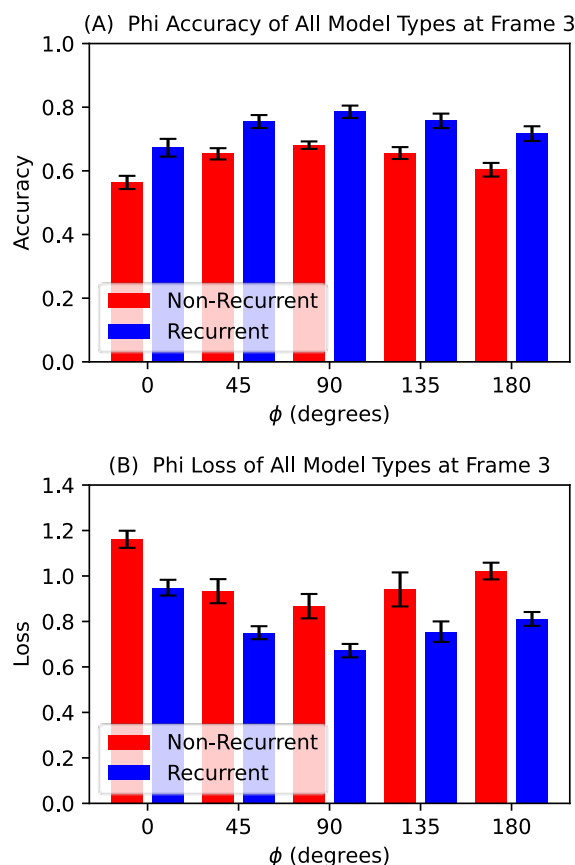 (A) Phi Accuracy of All Model Types at Frame 3
1.0
0.8
0.6
0.4
0.2
0.0
Accuracy
Non-Recurrent
Recurrent
0 45 90 135 180
ϕ (degrees)
(B) Phi Loss of All Model Types at Frame 3
1.4
1.2
1.0
0.8
0.6
0.4
0.2
0.0
Loss
Non-Recurrent
Recurrent
0 45 90 135 180
ϕ (degrees)